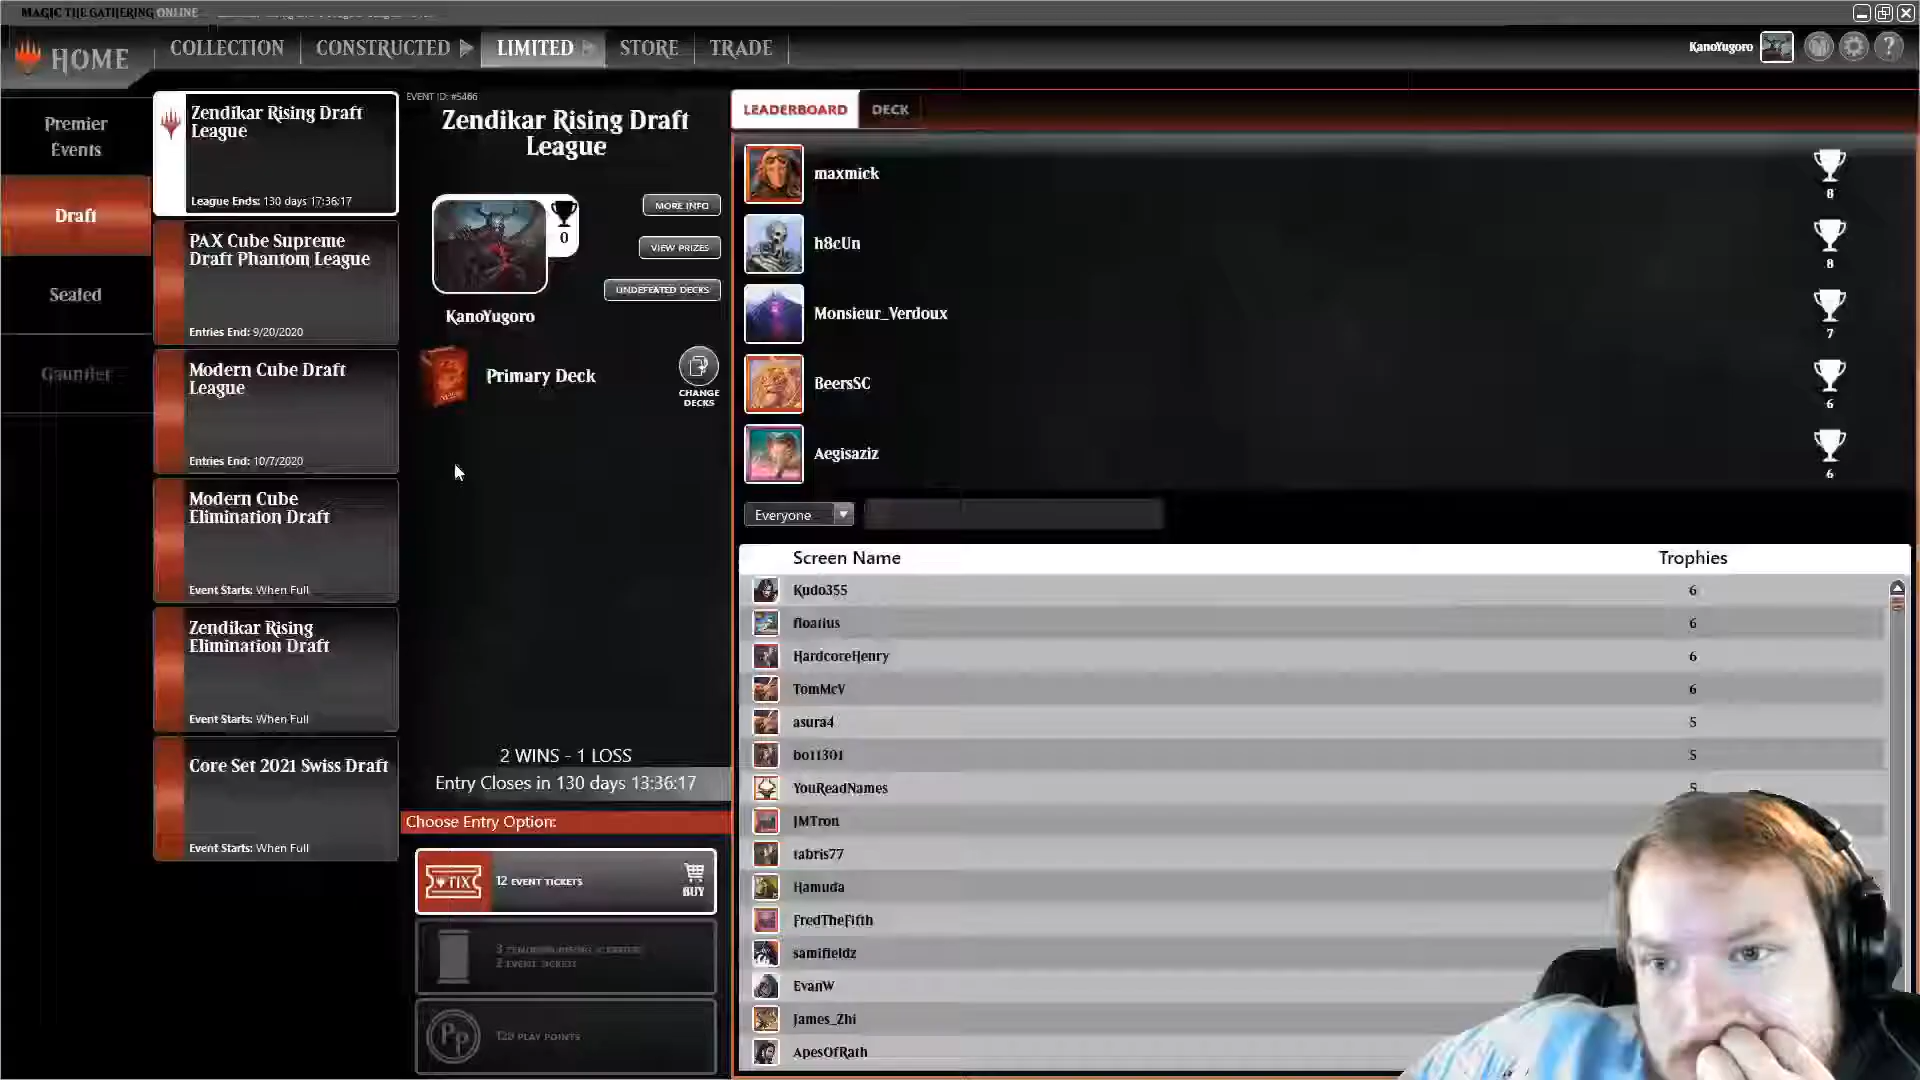 MAGIC THE GATHERING ONLINE
HOME
COLLECTION
CONSTRUCTED
LIMITED
STORE
TRADE
KanoYugoro
?
Premier
Events
Draft
Sealed
Gauntlet
Zendikar Rising Draft
League
League Ends: 130 days 17:36:17
PAX Cube Supreme
Draft Phantom League
Entries End: 9/20/2020
Modern Cube Draft
League
Entries End: 10/7/2020
Modern Cube
Elimination Draft
Event Starts: When Full
Zendikar Rising
Elimination Draft
Event Starts: When Full
Core Set 2021 Swiss Draft
Event Starts: When Full
EVENT ID: #5466
Zendikar Rising Draft
League
0
MORE INFO
VIEW PRIZES
UNDEFEATED DECKS
KanoYugoro
Primary Deck
CHANGE
DECKS
2 WINS - 1 LOSS
Entry Closes in 130 days 13:36:17
Choose Entry Option:
TIX
12 EVENT TICKETS
BUY
2 EVENT TICKETS
PP
120 PLAY POINTS
LEADERBOARD
DECK
maxmick
8
h8cUn
8
Monsieur_Verdoux
7
BeersSC
6
Aegisaziz
6
Everyone
Screen Name Trophies
Kudo355 6
floatius 6
HardcoreHenry 6
TomMcV 6
asura4 5
bo11301 5
YouReadNames 5
JMTron
tabris77
Hamuda
FredTheFifth
samifieldz
EvanW
James_Zhi
ApesOfRath